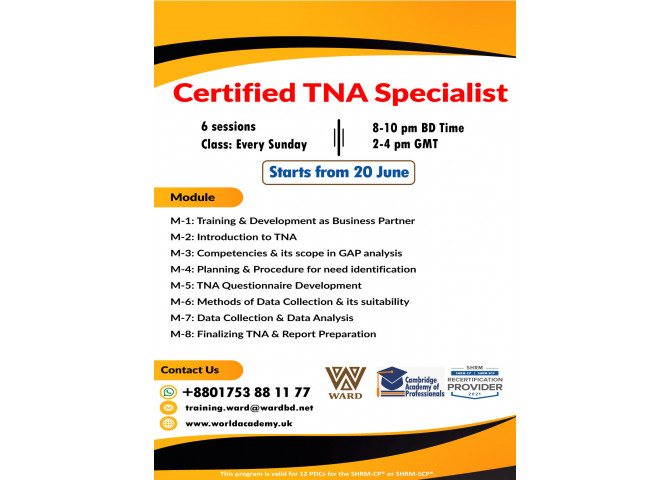 Certified TNA Specialist
6 sessions
Class: Every Sunday
8-10 pm BD Time
2-4 pm GMT
Starts from 20 June
Module
M-1: Training & Development as Business Partner
M-2: Introduction to TNA
M-3: Competencies & its scope in GAP analysis
M-4: Planning & Procedure for need identification
M-5: TNA Questionnaire Development
M-6: Methods of Data Collection & its suitability
M-7: Data Collection & Data Analysis
M-8: Finalizing TNA & Report Preparation
Contact Us
+8801753 88 11 77
training.ward@wardbd.net
www.worldacademy.uk
WARD
Cambridge
Academy of
Professionals
SHRM
SHRM-CP | SHRM-SCP
RECERTIFICATION
PROVIDER
2021
This program is valid for 12 PDCs for the SHRM-CP® or SHRM-SCP®.